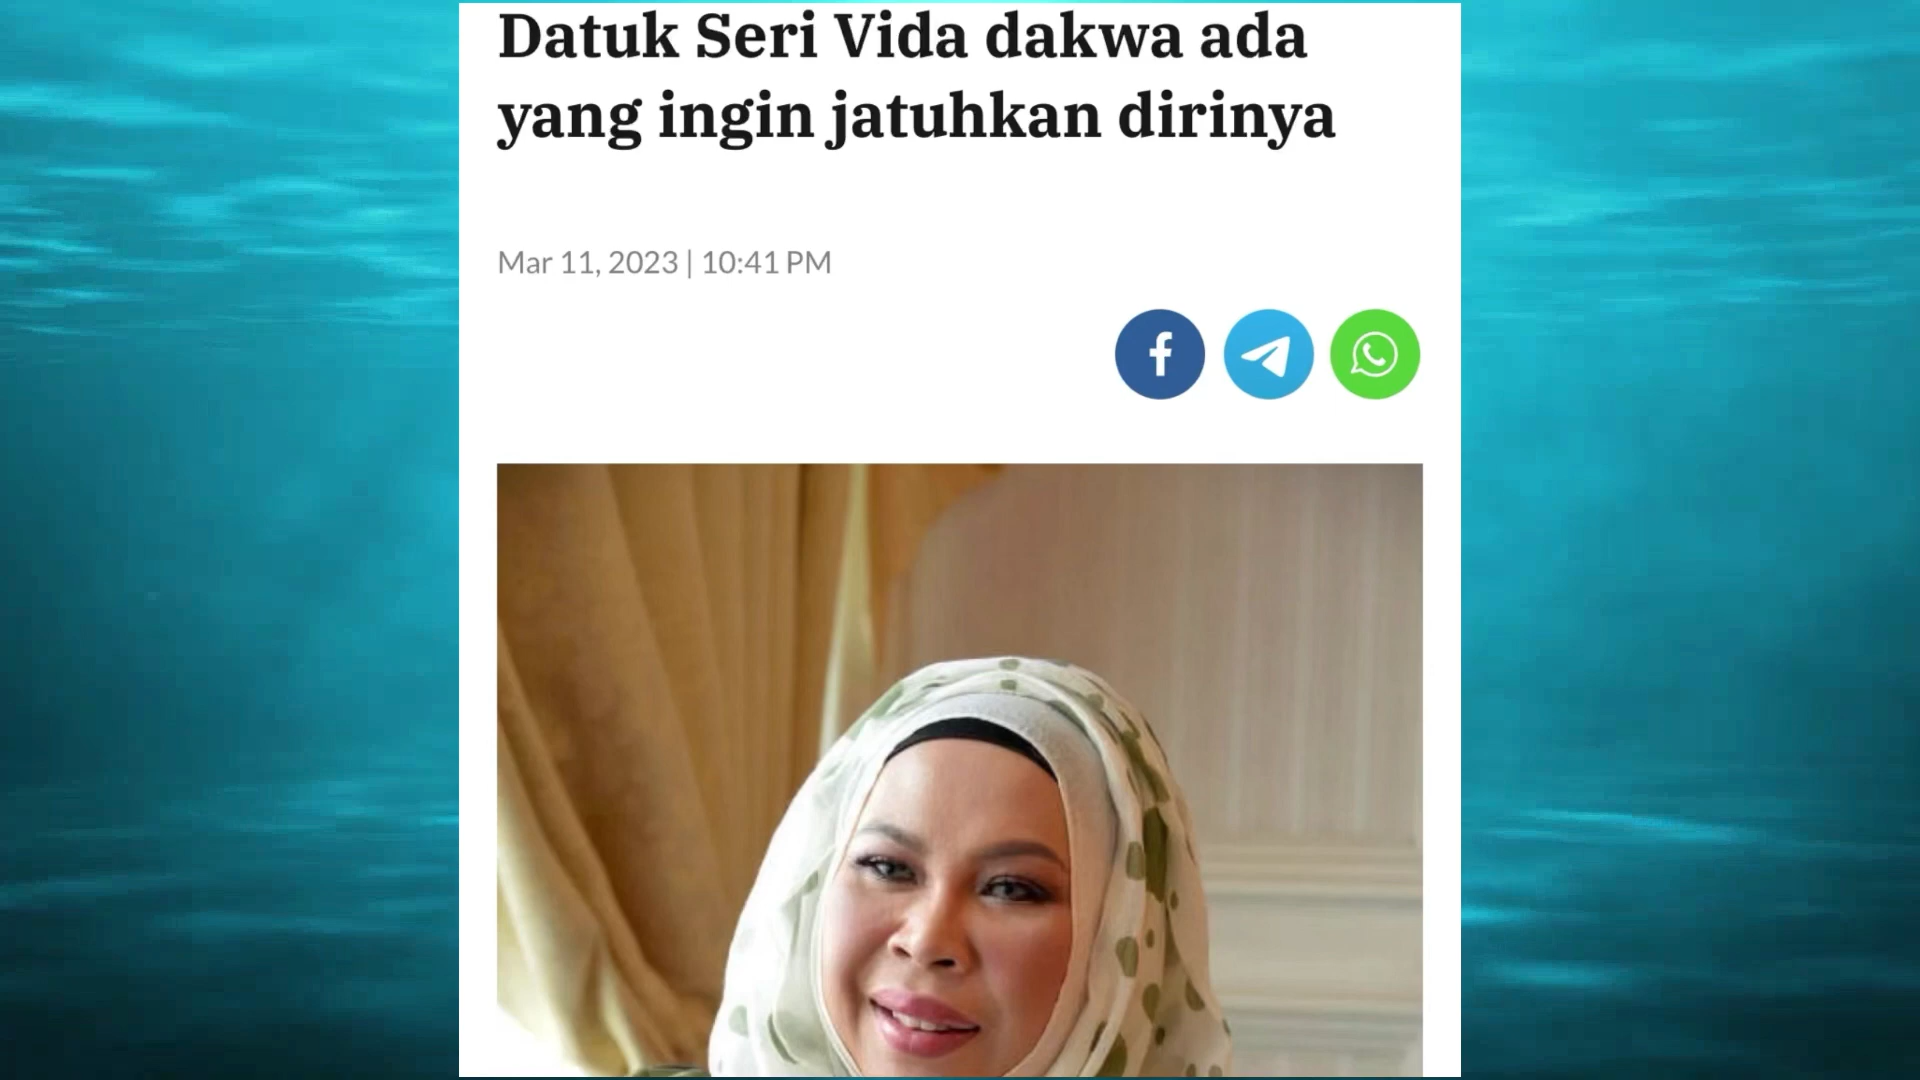 Datuk Seri Vida dakwa ada
yang ingin jatuhkan dirinya
Mar 11, 2023 | 10:41 PM